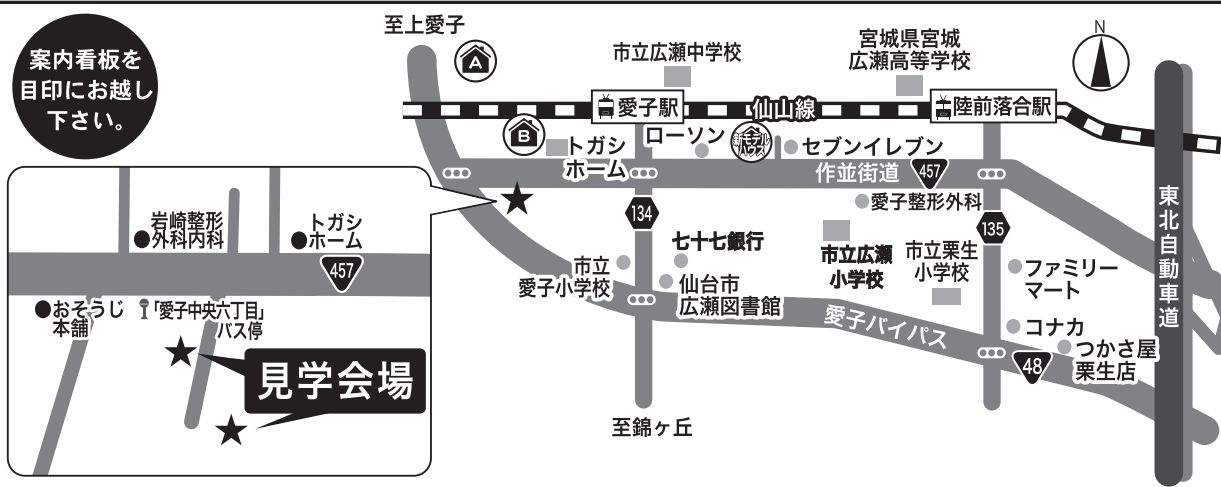 案内看板を
目印にお越し
下さい。
至上愛子
A
市立広瀬中学校
宮城県宮城
広瀬高等学校
N
愛子駅
仙山線
陸前落合駅
B
トガシ
ホーム
ローソン
新モデル
ハウス
セブンイレブン
作並街道
457
134
愛子整形外科
135
東北自動車道
七十七銀行
市立広瀬
小学校
市立栗生
小学校
市立
愛子小学校
仙台市
広瀬図書館
ファミリー
マート
愛子バイパス
コナカ
つかさ屋
栗生店
48
至錦ヶ丘
岩崎整形
外科内科
トガシ
ホーム
457
おそうじ
本舗
「愛子中央六丁目」
バス停
見学会場